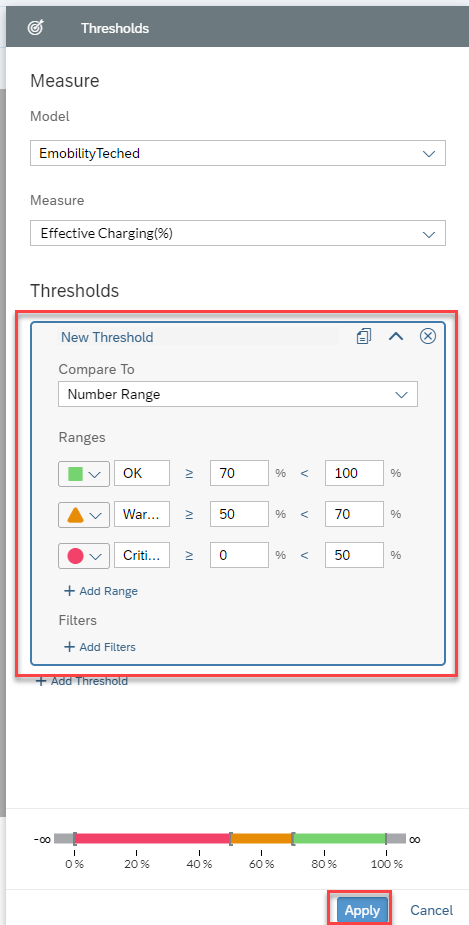 Thresholds
Measure
Model
EmobilityTeched
Measure
Effective Charging(%)
Thresholds
New Threshold
Compare To
Number Range
Ranges
OK ≥ 70 % < 100 %
War... ≥ 50 % < 70 %
Criti... ≥ 0 % < 50 %
+ Add Range
Filters
+ Add Filters
+ Add Threshold
-∞ ∞
0 % 20 % 40 % 60 % 80 % 100 %
Apply Cancel